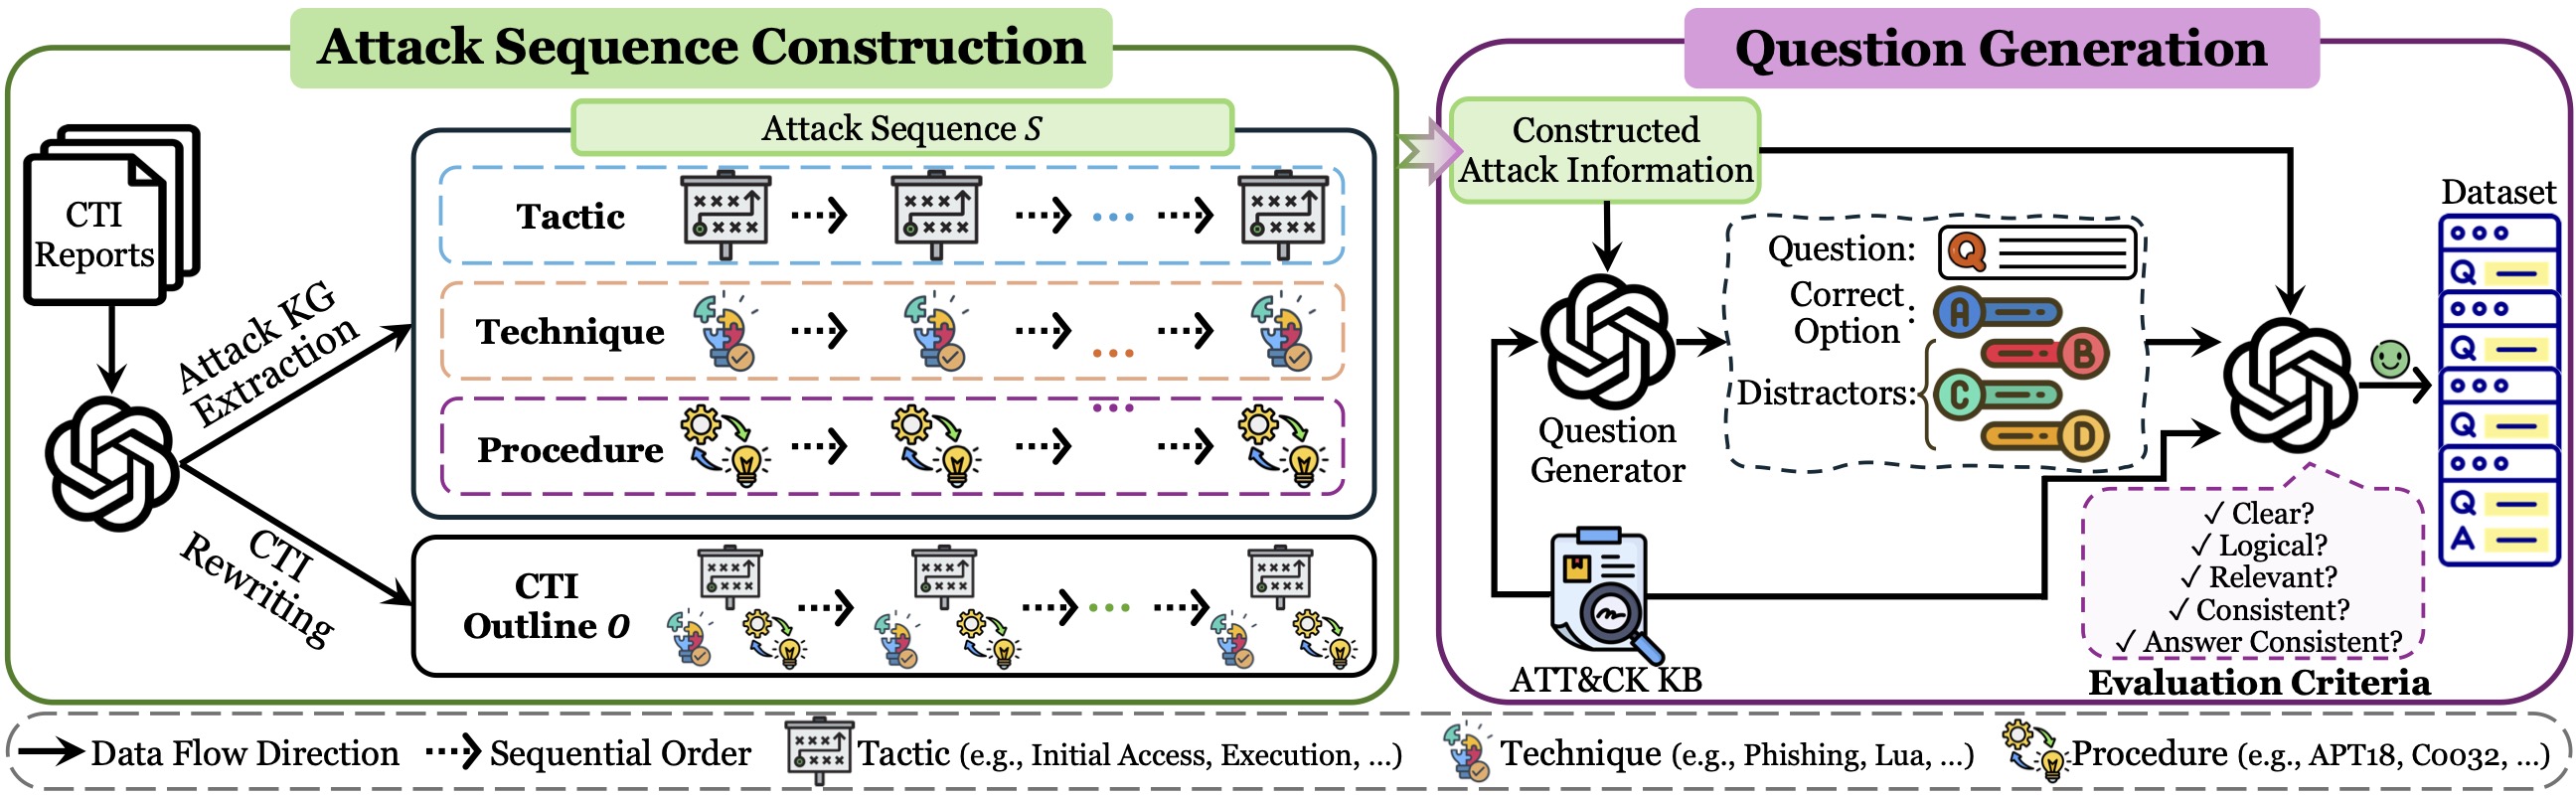 Attack Sequence Construction
CTI
Reports
Attack KG
Extraction
CTI
Rewriting
Attack Sequence S
Tactic
Technique
Procedure
CTI
Outline O
Question Generation
Constructed
Attack Information
Question
Generator
ATT&CK KB
Question:
Q
Correct
Option
:
A
Distractors:
B
C
D
✓ Clear?
✓ Logical?
✓ Relevant?
✓ Consistent?
✓ Answer Consistent?
Evaluation Criteria
Dataset
Q
Q
Q
Q
A
Data Flow Direction
Sequential Order
Tactic (e.g., Initial Access, Execution, ...)
Technique (e.g., Phishing, Lua, ...)
Procedure (e.g., APT18, C0032, ...)